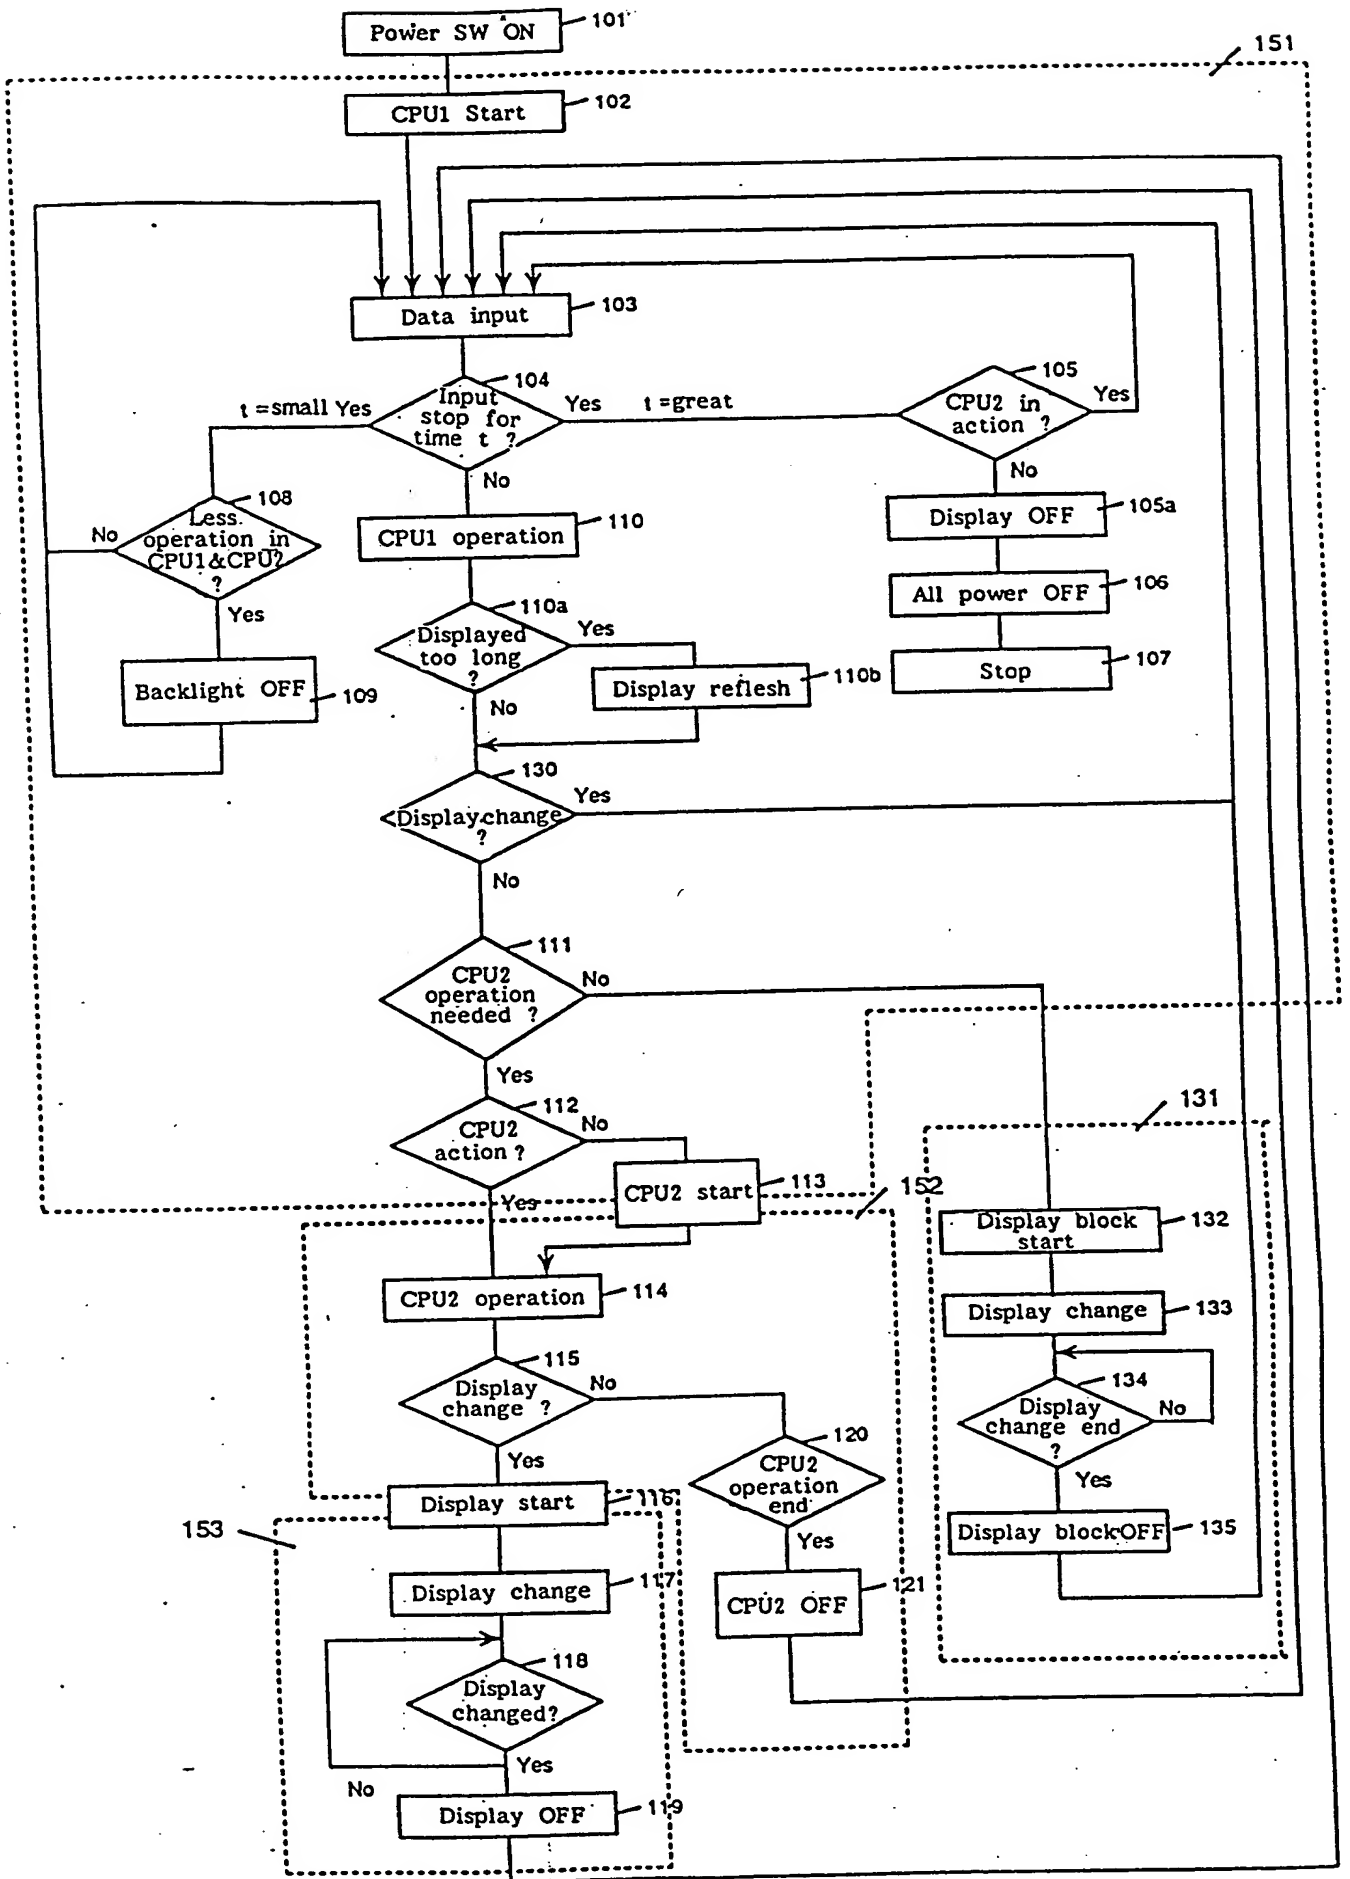 Power SW ON
101
151
CPU1 Start
102
Data input
103
104
Input
stop for
time t ?
t=small Yes
Yes
t=great
No
105
CPU2 in
action ?
Yes
No
108
Less
operation in
CPU1&CPU2
?
No
Yes
CPU1 operation
110
Display OFF
105a
All power OFF
106
Stop
107
110a
Displayed
too long
?
Yes
No
Display reflesh
110b
Backlight OFF
109
130
Display change
?
Yes
No
111
CPU2
operation
needed ?
No
Yes
112
CPU2
action ?
No
Yes
CPU2 start
113
152
131
Display block
start
132
CPU2 operation
114
Display change
133
115
Display
change ?
No
Yes
134
Display
change end
?
No
Yes
120
CPU2
operation
end
Yes
Display start
116
153
Display block OFF
135
Display change
117
CPU2 OFF
121
118
Display
changed?
Yes
No
Display OFF
119